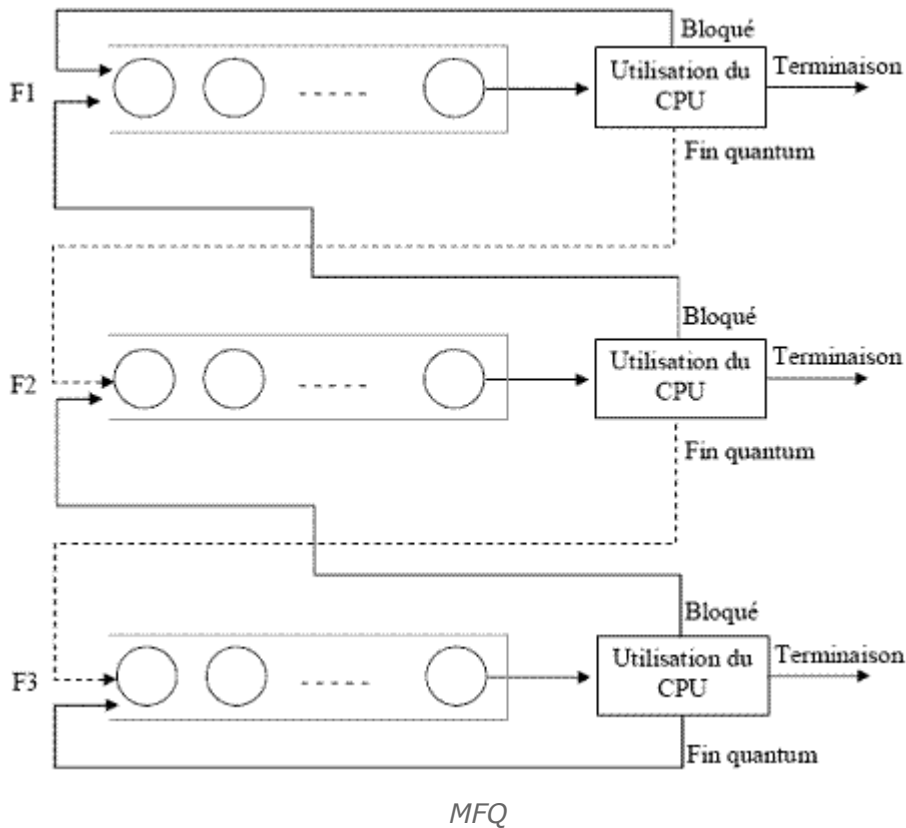 Bloqué
F1
Utilisation du
CPU
Terminaison
Fin quantum
Bloqué
F2
Utilisation du
CPU
Terminaison
Fin quantum
Bloqué
F3
Utilisation du
CPU
Terminaison
Fin quantum
MFQ